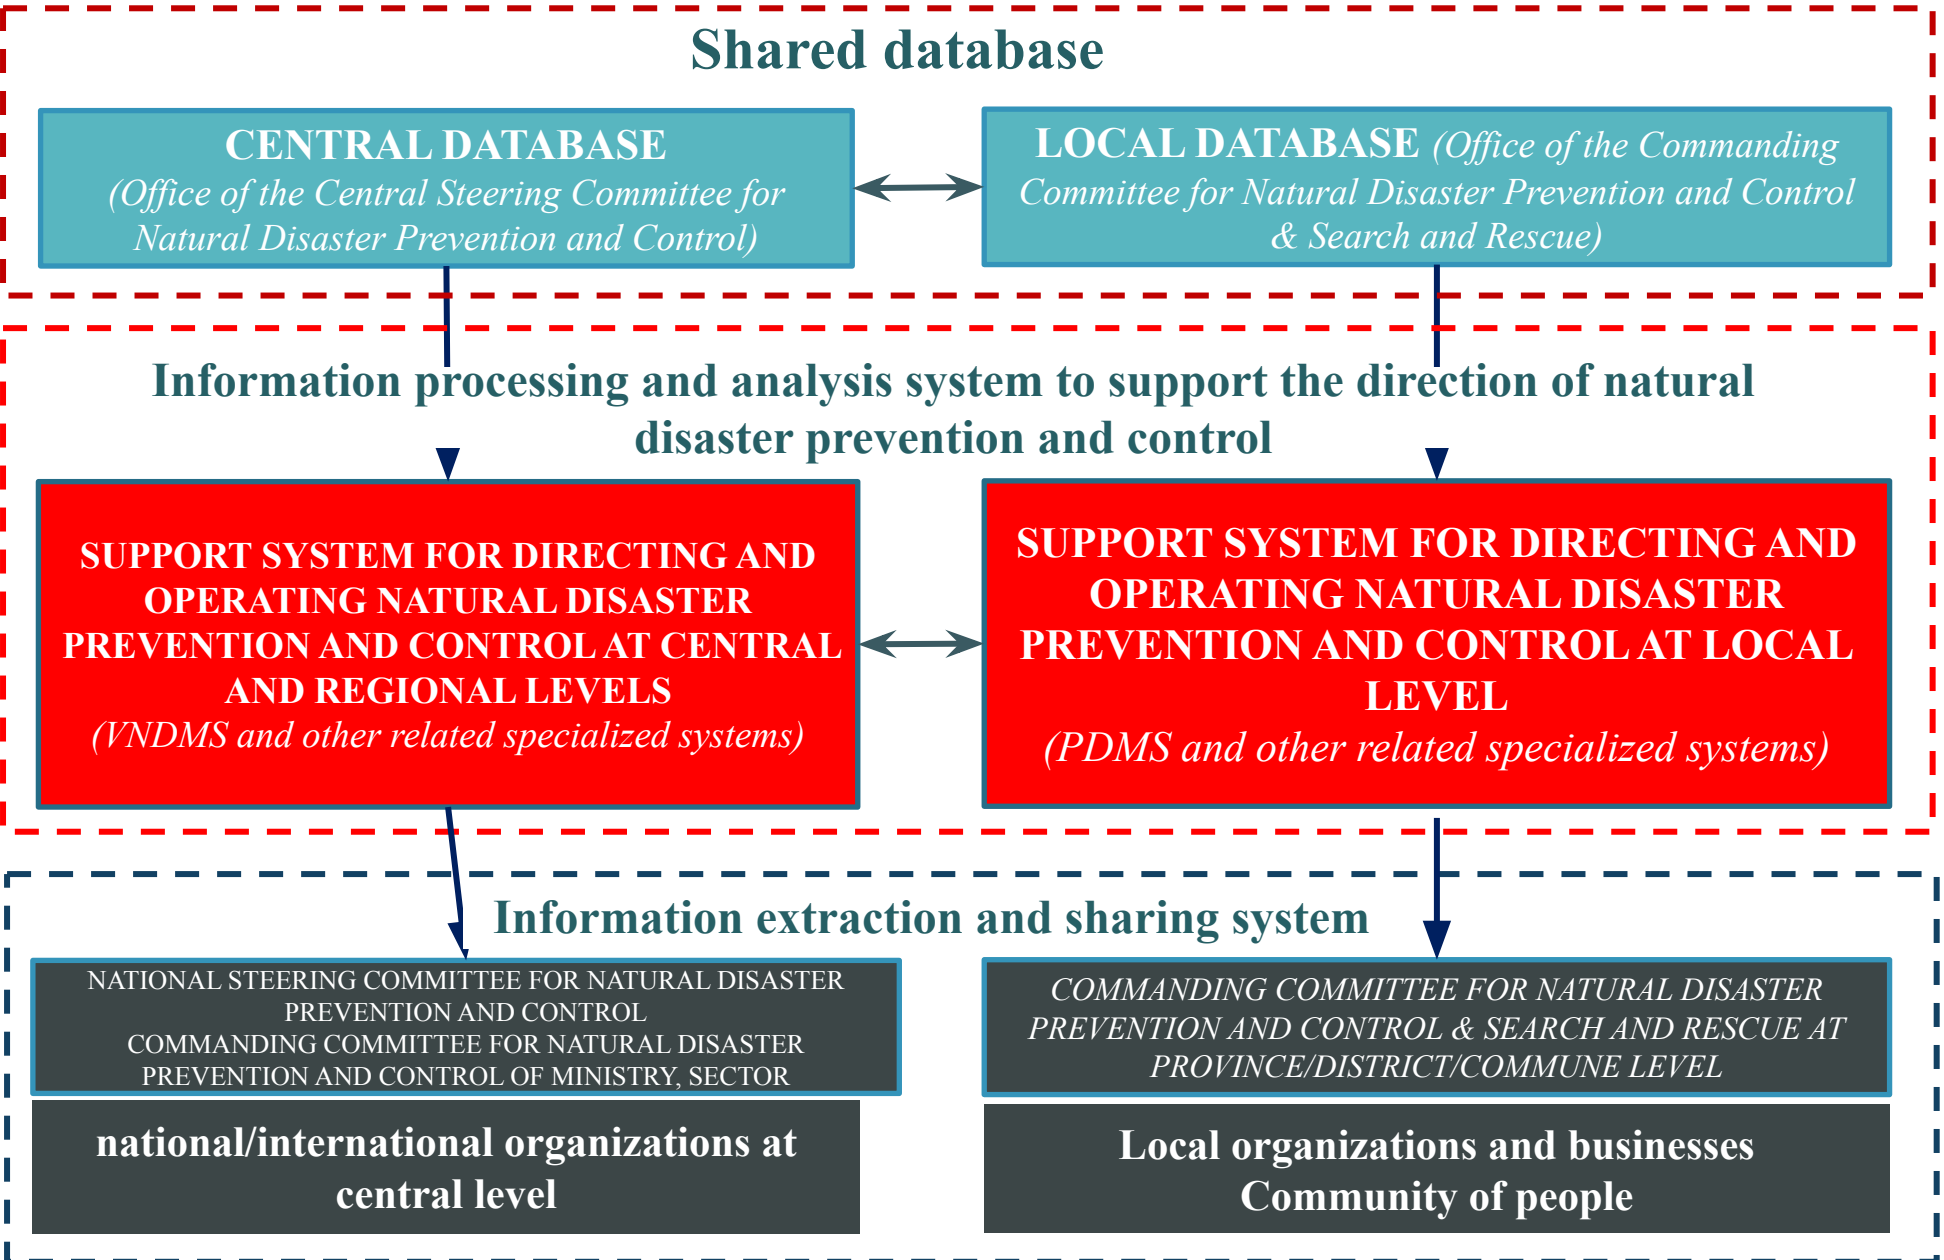 Shared database
CENTRAL DATABASE
(Office of the Central Steering Committee for
Natural Disaster Prevention and Control)
LOCAL DATABASE (Office of the Commanding
Committee for Natural Disaster Prevention and Control
& Search and Rescue)
Information processing and analysis system to support the direction of natural
disaster prevention and control
SUPPORT SYSTEM FOR DIRECTING AND
OPERATING NATURAL DISASTER
PREVENTION AND CONTROL AT CENTRAL
AND REGIONAL LEVELS
(VNDMS and other related specialized systems)
SUPPORT SYSTEM FOR DIRECTING AND
OPERATING NATURAL DISASTER
PREVENTION AND CONTROL AT LOCAL
LEVEL
(PDMS and other related specialized systems)
Information extraction and sharing system
NATIONAL STEERING COMMITTEE FOR NATURAL DISASTER
PREVENTION AND CONTROL
COMMANDING COMMITTEE FOR NATURAL DISASTER
PREVENTION AND CONTROL OF MINISTRY, SECTOR
COMMANDING COMMITTEE FOR NATURAL DISASTER
PREVENTION AND CONTROL & SEARCH AND RESCUE AT
PROVINCE/DISTRICT/COMMUNE LEVEL
national/international organizations at
central level
Local organizations and businesses
Community of people